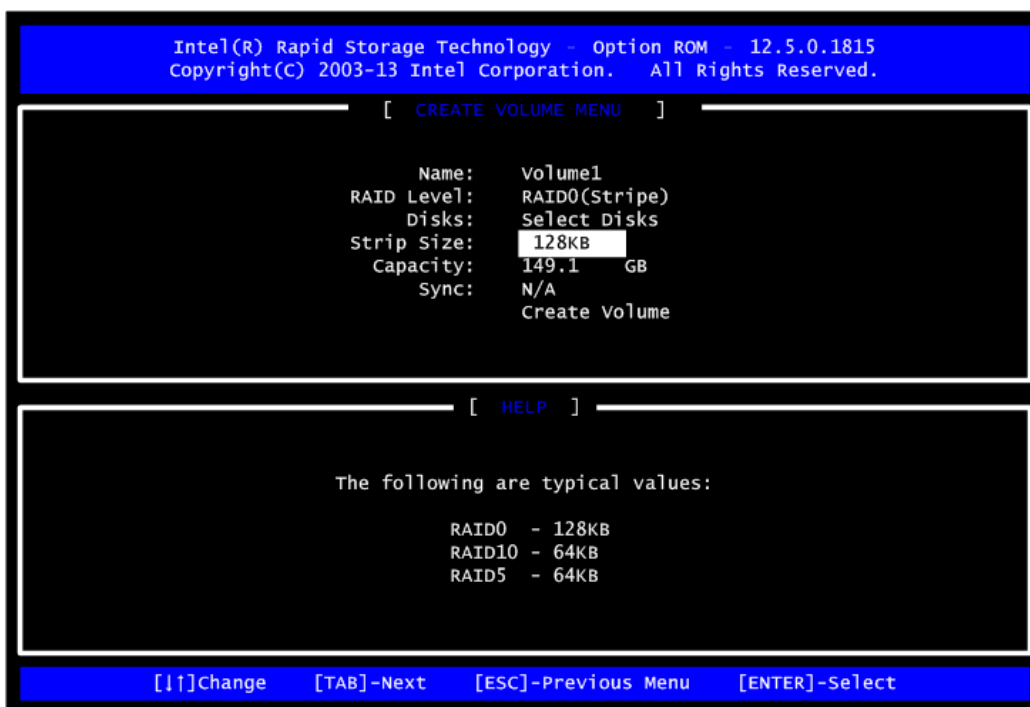 Intel(R) Rapid Storage Technology - Option ROM - 12.5.0.1815
Copyright(C) 2003-13 Intel Corporation. All Rights Reserved.
[ CREATE VOLUME MENU ]
Name: Volume1
RAID Level: RAID0(Stripe)
Disks: Select Disks
Strip Size: 128KB
Capacity: 149.1 GB
Sync: N/A
Create Volume
[ HELP ]
The following are typical values:
RAID0 - 128KB
RAID10 - 64KB
RAID5 - 64KB
[↓↑]Change [TAB]-Next [ESC]-Previous Menu [ENTER]-Select